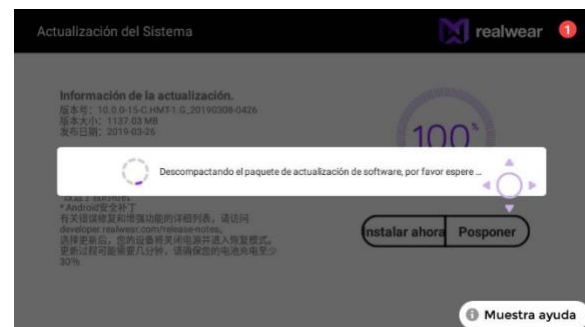 Actualización del Sistema
realwear
1
Información de la actualización.
版本号：10.0.0-15-C.HMT-1.G_20190308-0426
版本大小：1137.03 MB
发布日期：2019-03-26
100%
Descompactando el paquete de actualización de software, por favor espere ...
*Android安全补丁
有关错误修复和增强功能的详细列表，请访问
developer.realwear.com/release-notes。
选择更新后，您的设备将关闭电源并进入恢复模式。
更新过程可能需要几分钟，请确保您的电池充电至少
30%
Instalar ahora
Posponer
Muestra ayuda